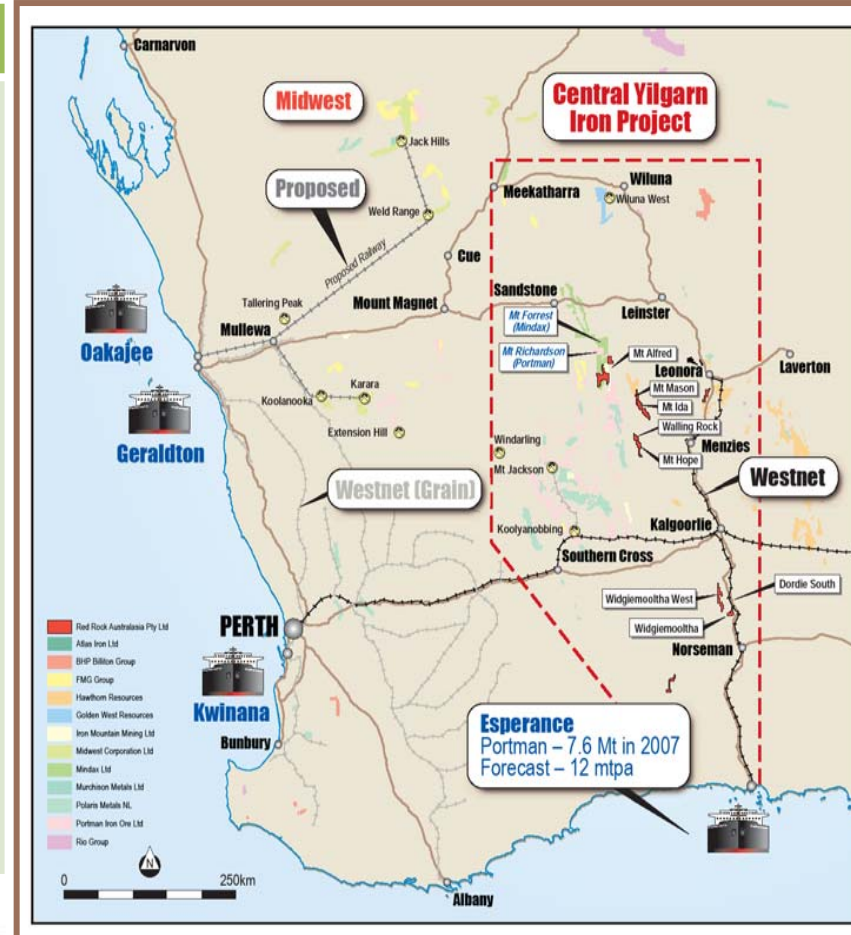 Carnarvon
Midwest
Central Yilgarn
Iron Project
Jack Hills
Proposed
Meekatharra
Wiluna
Wiluna West
Weld Range
Proposed Railway
Cue
Tallering Peak
Mount Magnet
Sandstone
Leinster
Mullewa
Mt Forrest
(Mindax)
Mt Richardson
(Portman)
Mt Alfred
Leonora
Laverton
Oakajee
Karara
Koolanooka
Mt Mason
Mt Ida
Walling Rock
Extension Hill
Geraldton
Windarling
Menzies
Mt Hope
Mt Jackson
Westnet (Grain)
Westnet
Koolyanobbing
Kalgoorlie
Southern Cross
Dordie South
Widgiemooltha West
Widgiemooltha
PERTH
Norseman
Kwinana
Bunbury
Esperance
Portman – 7.6 Mt in 2007
Forecast – 12 mtpa
Red Rock Australasia Pty Ltd
Atlas Iron Ltd
BHP Billiton Group
FMG Group
Hawthorn Resources
Golden West Resources
Iron Mountain Mining Ltd
Midwest Corporation Ltd
Mindax Ltd
Murchison Metals Ltd
Polaris Metals NL
Portman Iron Ore Ltd
Rio Group
N
0 250km
Albany